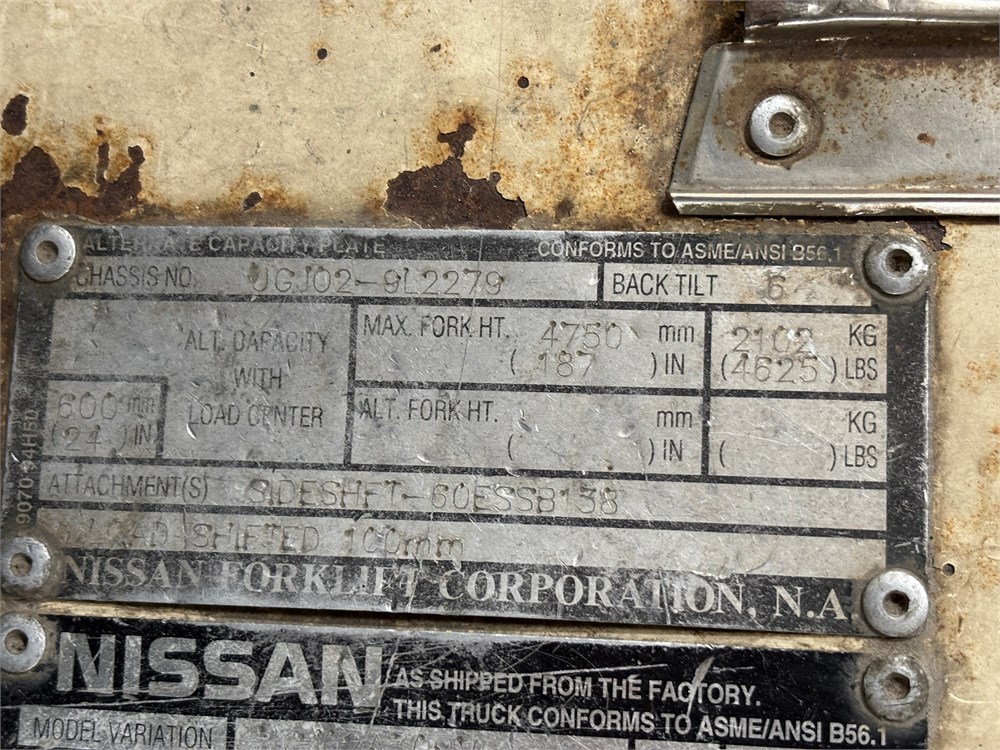 ALTERNATE CAPACITY PLATE CONFORMS TO ASME/ANSI B56.1
CHASSIS NO. UGJ02-9L2279 BACK TILT 6
ALT. CAPACITY WITH LOAD CENTER
600 mm
(24) IN
MAX. FORK HT. 4750 mm 2102 KG
(187) IN (4625) LBS
ALT. FORK HT. mm KG
( ) IN ( ) LBS
ATTACHMENT(S) SIDESHFT-60ESSB138
SHIFTED 100mm
NISSAN FORKLIFT CORPORATION, N.A.
NISSAN AS SHIPPED FROM THE FACTORY.
THIS TRUCK CONFORMS TO ASME/ANSI B56.1
MODEL VARIATION